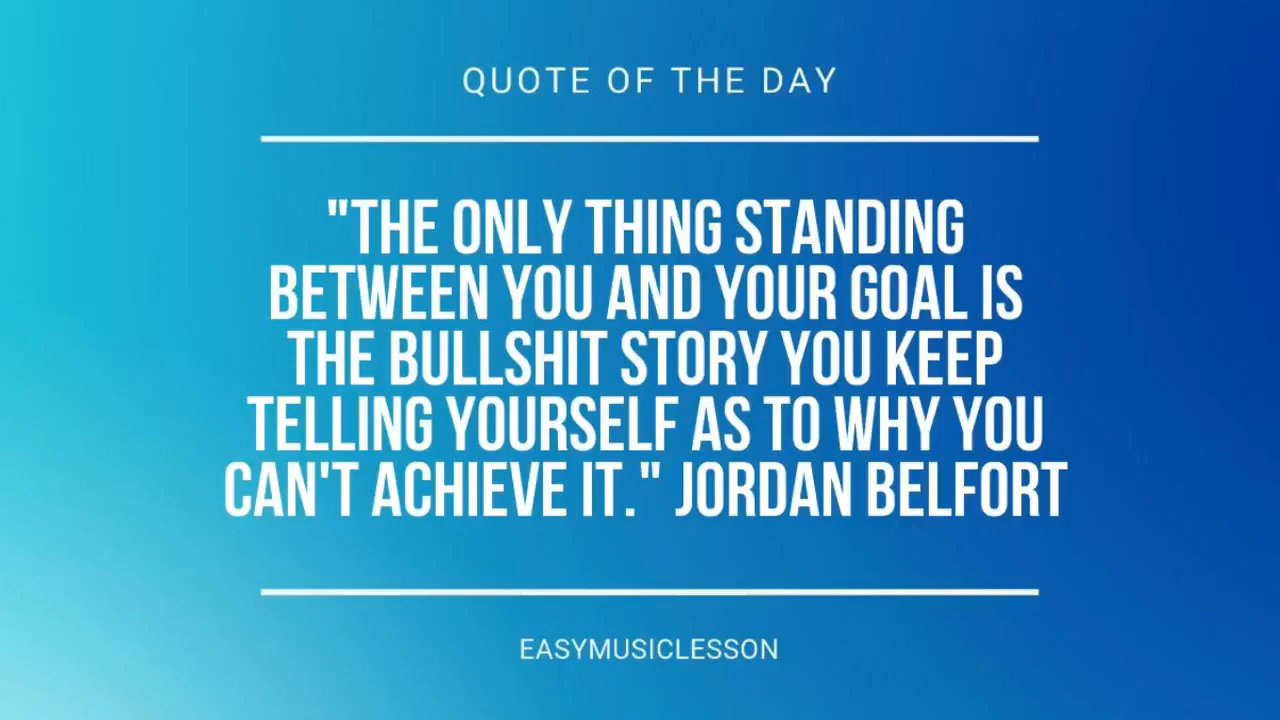 QUOTE OF THE DAY
"THE ONLY THING STANDING
BETWEEN YOU AND YOUR GOAL IS
THE BULLSHIT STORY YOU KEEP
TELLING YOURSELF AS TO WHY YOU
CAN'T ACHIEVE IT." JORDAN BELFORT
EASYMUSICLESSON